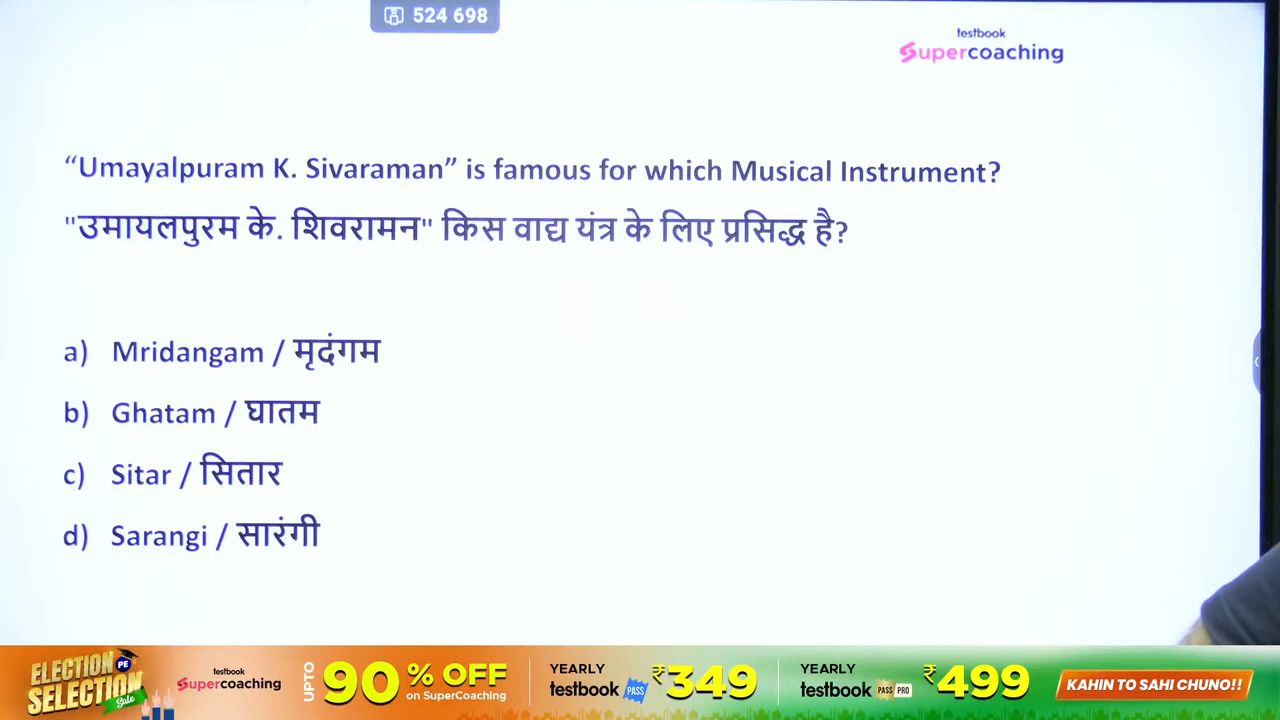 524 698
testbook
Supercoaching
“Umayalpuram K. Sivaraman” is famous for which Musical Instrument?
"उमायलपुरम के. शिवरामन" किस वाद्य यंत्र के लिए प्रसिद्ध है?
a) Mridangam / मृदंगम
b) Ghatam / घातम
c) Sitar / सितार
d) Sarangi / सारंगी
ELECTION PE
SELECTION
Sale
testbook
Supercoaching
UPTO 90% OFF
on SuperCoaching
YEARLY
testbook PASS
₹349
YEARLY
testbook PASS PRO
₹499
KAHIN TO SAHI CHUNO!!